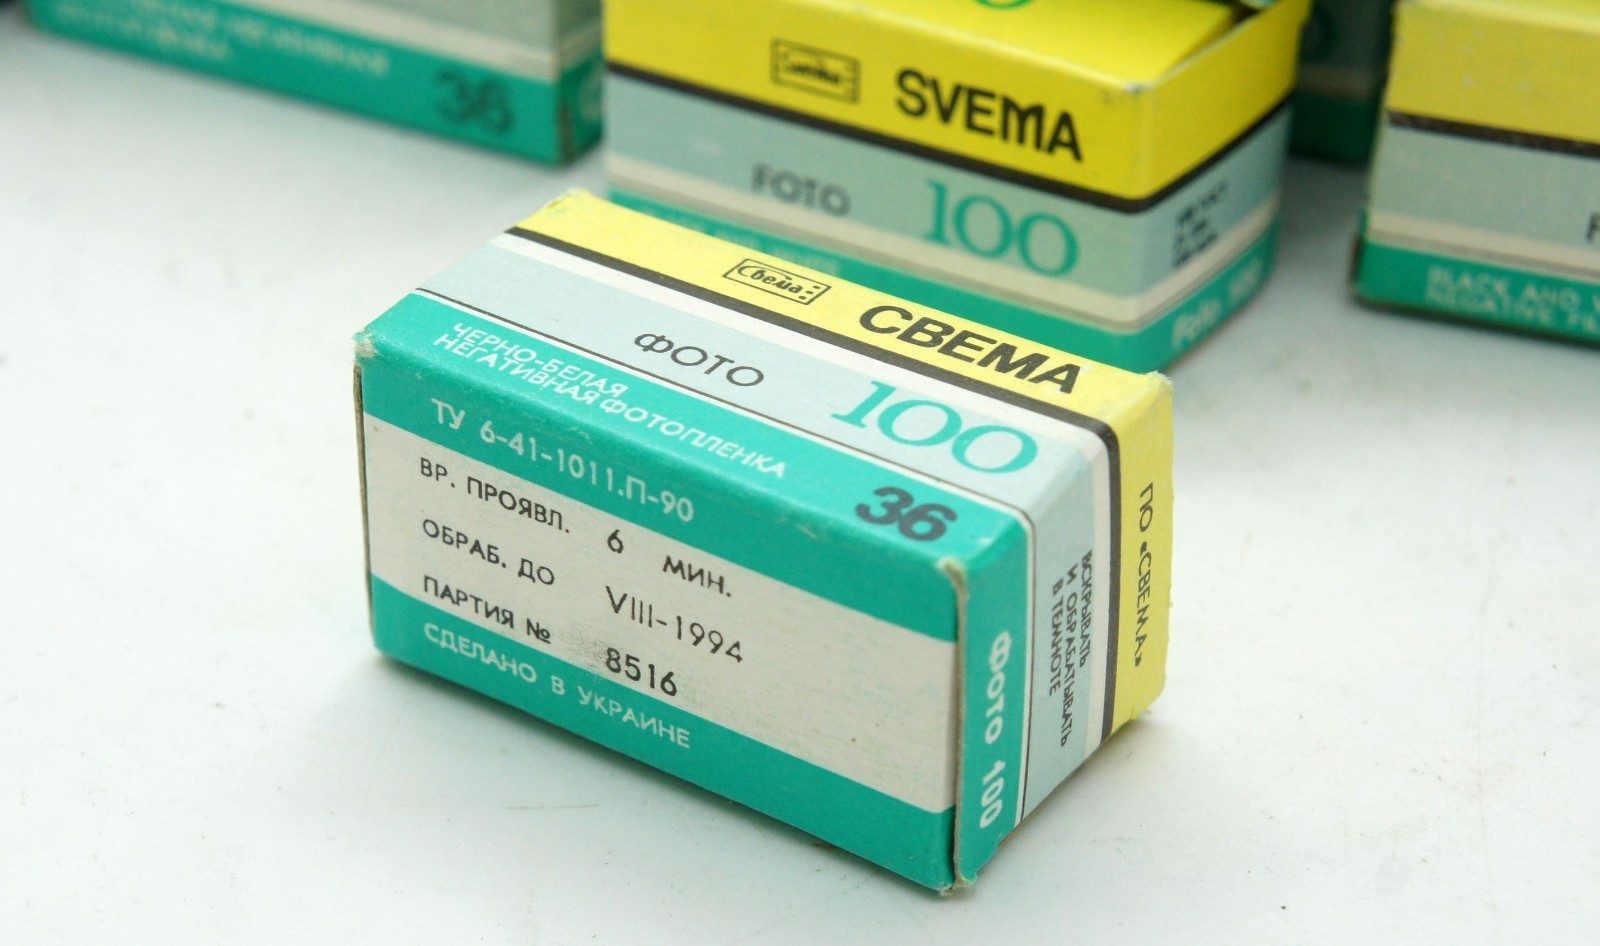 36
SVEMA
FOTO 100
Foto 100
BLACK AND
NEGATIVE
Свема
СВЕМА
ФОТО 100
ЧЕРНО-БЕЛАЯ
НЕГАТИВНАЯ ФОТОПЛЕНКА
36
ТУ 6-41-1011.П-90
ВР. ПРОЯВЛ. 6 МИН.
ОБРАБ. ДО VIII-1994
ПАРТИЯ № 8516
СДЕЛАНО В УКРАИНЕ
ПО «СВЕМА»
ВСКРЫВАТЬ
И ОБРАБАТЫВАТЬ
В ТЕМНОТЕ
ФОТО 100